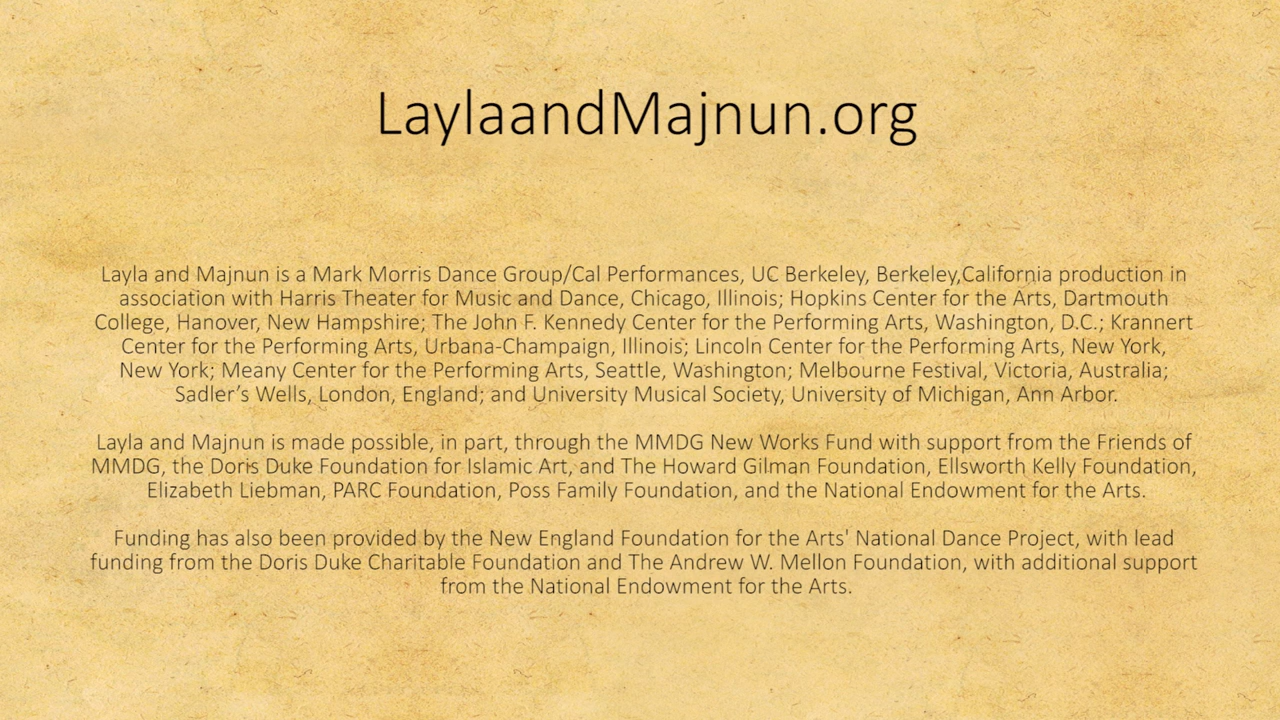 LaylaandMajnun.org
Layla and Majnun is a Mark Morris Dance Group/Cal Performances, UC Berkeley, Berkeley,California production in
association with Harris Theater for Music and Dance, Chicago, Illinois; Hopkins Center for the Arts, Dartmouth
College, Hanover, New Hampshire; The John F. Kennedy Center for the Performing Arts, Washington, D.C.; Krannert
Center for the Performing Arts, Urbana-Champaign, Illinois; Lincoln Center for the Performing Arts, New York,
New York; Meany Center for the Performing Arts, Seattle, Washington; Melbourne Festival, Victoria, Australia;
Sadler’s Wells, London, England; and University Musical Society, University of Michigan, Ann Arbor.
Layla and Majnun is made possible, in part, through the MMDG New Works Fund with support from the Friends of
MMDG, the Doris Duke Foundation for Islamic Art, and The Howard Gilman Foundation, Ellsworth Kelly Foundation,
Elizabeth Liebman, PARC Foundation, Poss Family Foundation, and the National Endowment for the Arts.
Funding has also been provided by the New England Foundation for the Arts' National Dance Project, with lead
funding from the Doris Duke Charitable Foundation and The Andrew W. Mellon Foundation, with additional support
from the National Endowment for the Arts.